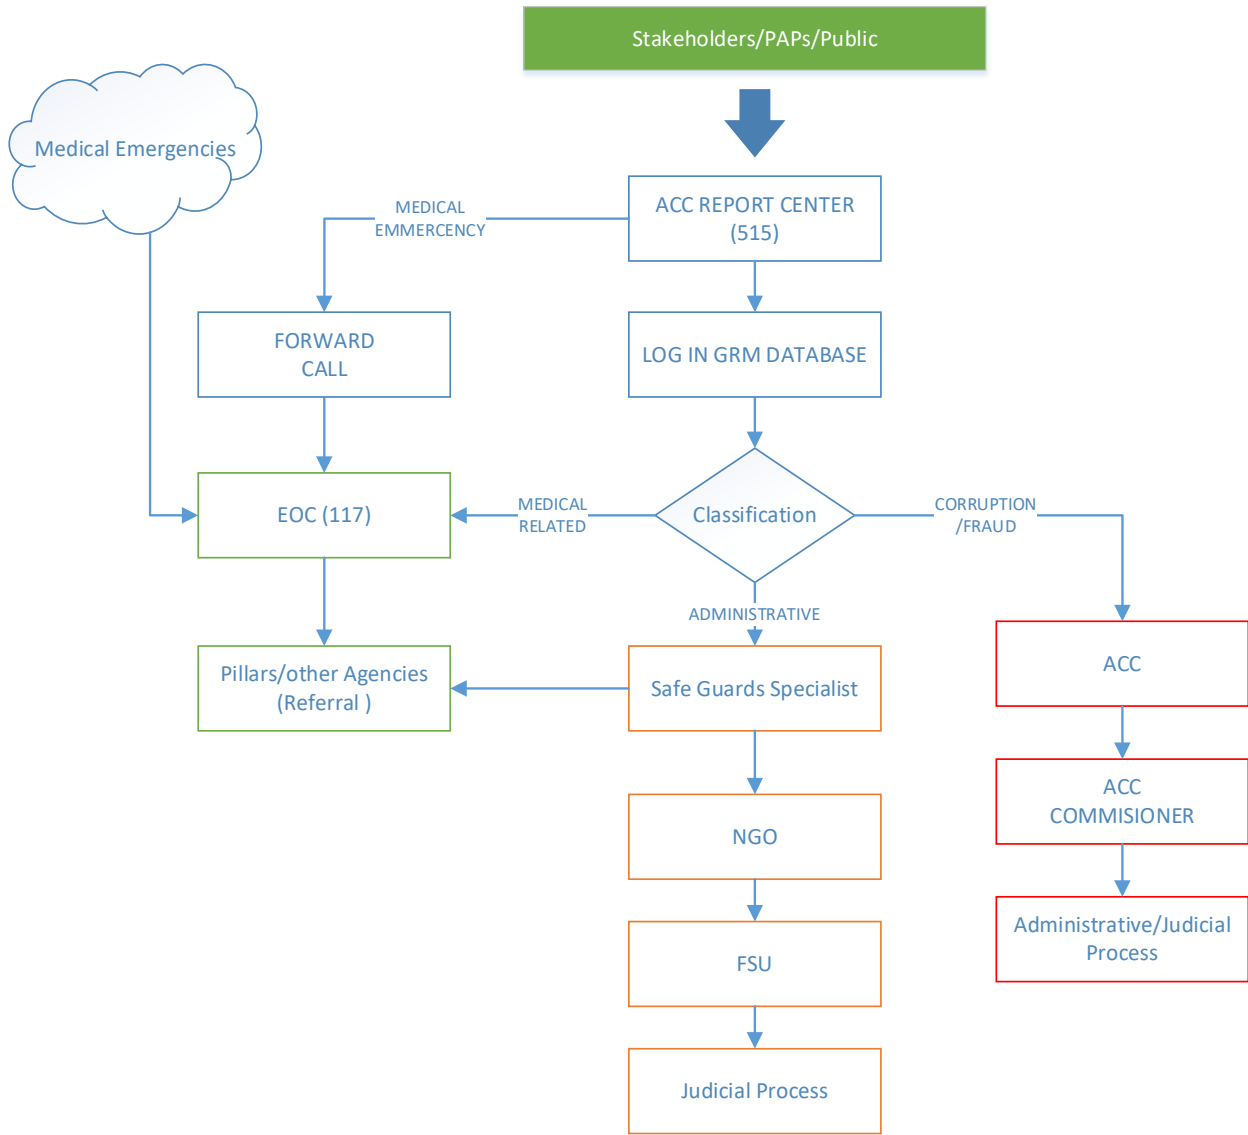 Stakeholders/PAPs/Public
Medical Emergencies
ACC REPORT CENTER
(515)
MEDICAL
EMMERCENCY
FORWARD
CALL
LOG IN GRM DATABASE
EOC (117)
MEDICAL
RELATED
Classification
CORRUPTION
/FRAUD
ADMINISTRATIVE
Pillars/other Agencies
(Referral )
Safe Guards Specialist
ACC
ACC
COMMISIONER
NGO
Administrative/Judicial
Process
FSU
Judicial Process